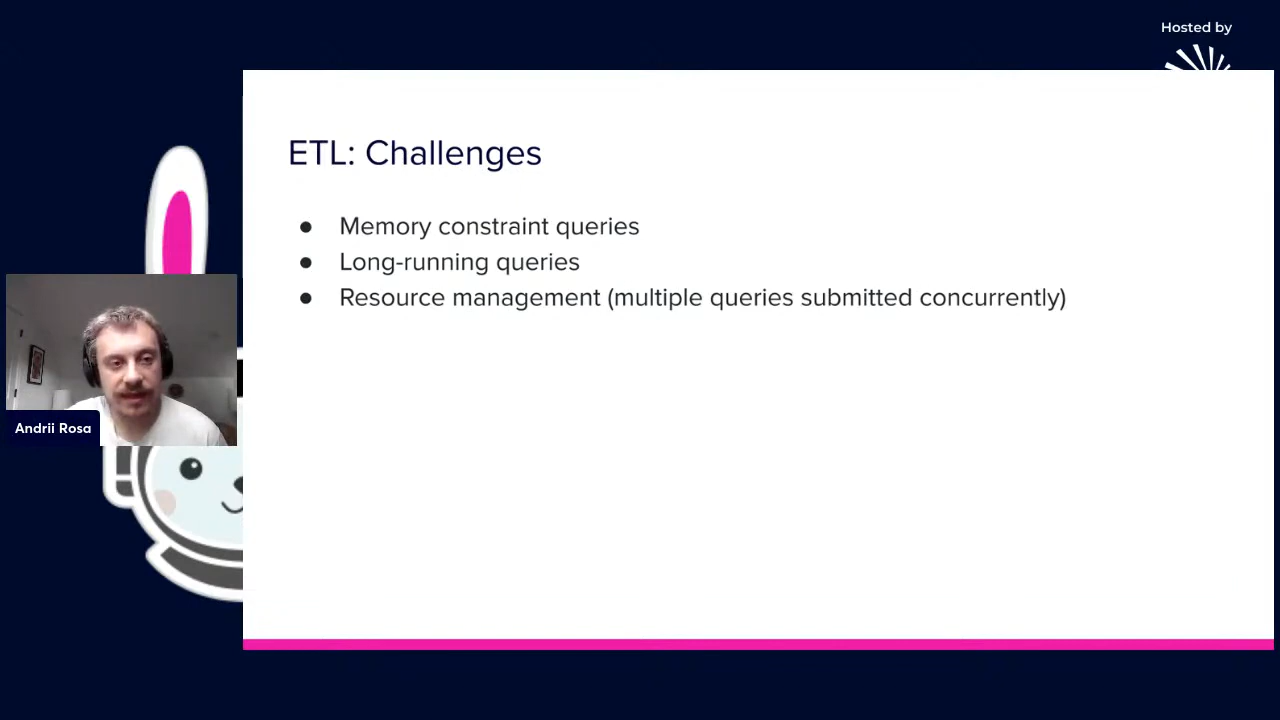 Hosted by
ETL: Challenges
● Memory constraint queries
● Long-running queries
● Resource management (multiple queries submitted concurrently)
Andrii Rosa